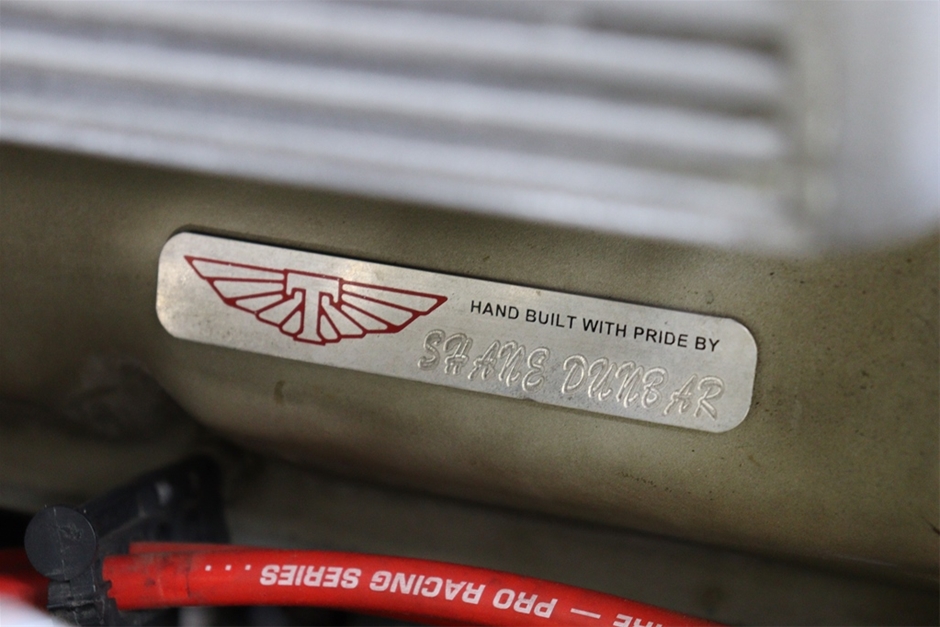 T
HAND BUILT WITH PRIDE BY
SHANE DUNBAR
— PRO RACING SERIES ...